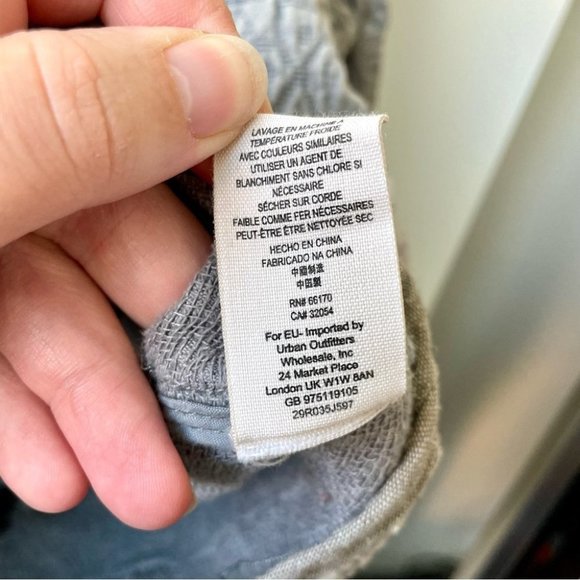 LAVAGE EN MACHINE À
TEMPÉRATURE FROIDE
AVEC COULEURS SIMILAIRES
UTILISER UN AGENT DE
BLANCHIMENT SANS CHLORE SI
NÉCESSAIRE
SÉCHER SUR CORDE
FAIBLE COMME FER NÉCESSAIRES
PEUT-ÊTRE ÊTRE NETTOYÉE SEC
HECHO EN CHINA
FABRICADO NA CHINA
中國制造
中國製
RN# 66170
CA# 32054
For EU- Imported by
Urban Outfitters
Wholesale, Inc
24 Market Place
London UK W1W 8AN
GB 975119105
29R035J597